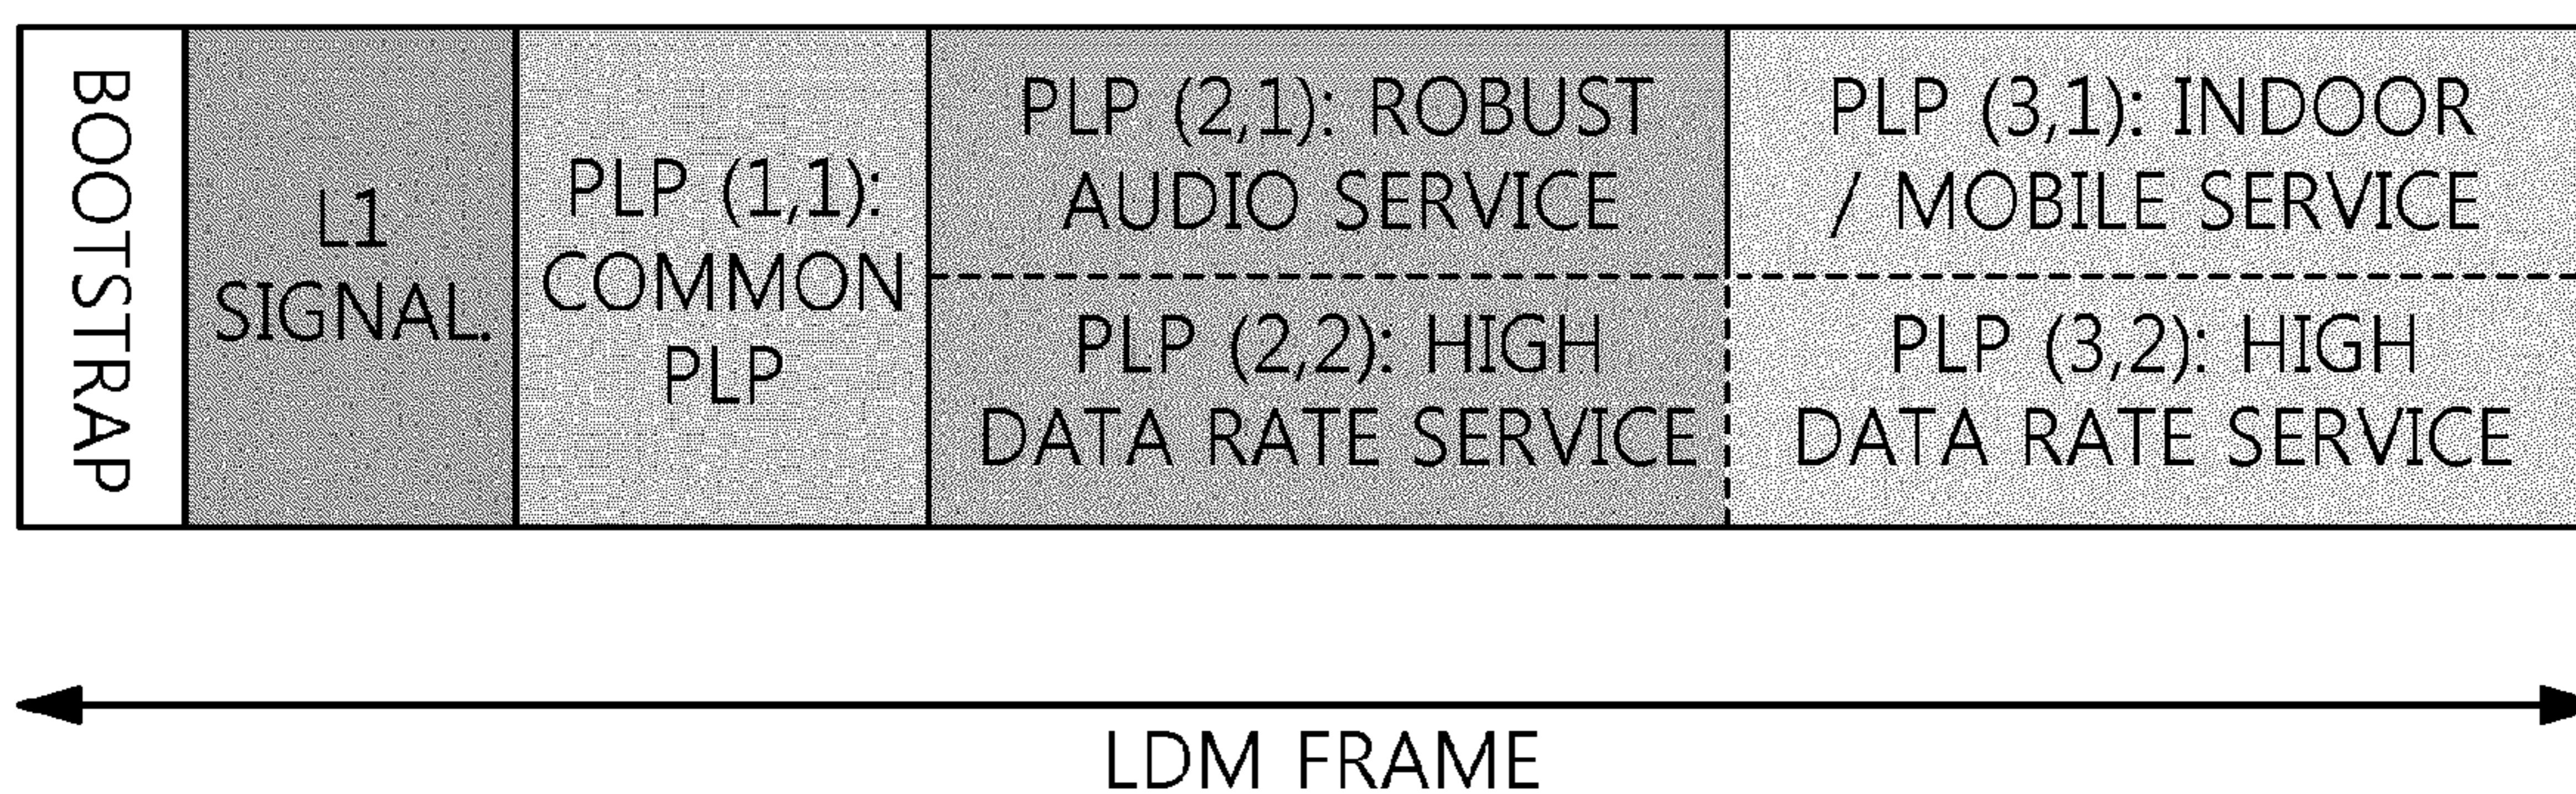 BOOTSTRAP
L1
SIGNAL.
PLP (1,1):
COMMON
PLP
PLP (2,1): ROBUST
AUDIO SERVICE
PLP (2,2): HIGH
DATA RATE SERVICE
PLP (3,1): INDOOR
/ MOBILE SERVICE
PLP (3,2): HIGH
DATA RATE SERVICE
LDM FRAME